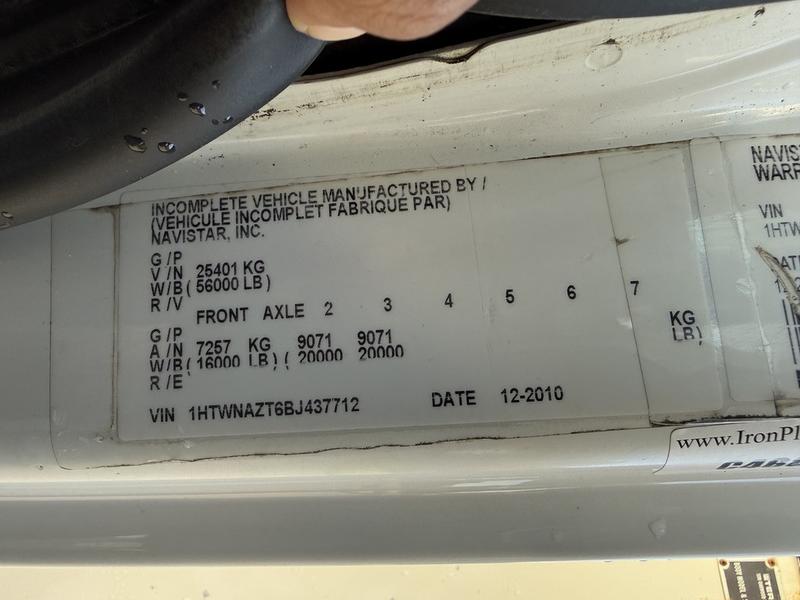 INCOMPLETE VEHICLE MANUFACTURED BY /
(VEHICULE INCOMPLET FABRIQUE PAR)
NAVISTAR, INC.
G /P
V /N 25401 KG
W/B( 56000 LB)
R /V
FRONT AXLE 2 3 4 5 6 7
G /P
A /N 7257 KG 9071 9071 KG
W/B( 16000 LB) ( 20000 20000 LB)
R /E
VIN 1HTWNAZT6BJ437712 DATE 12-2010
NAVIS
WARR
VIN
1HTW
www.IronPl